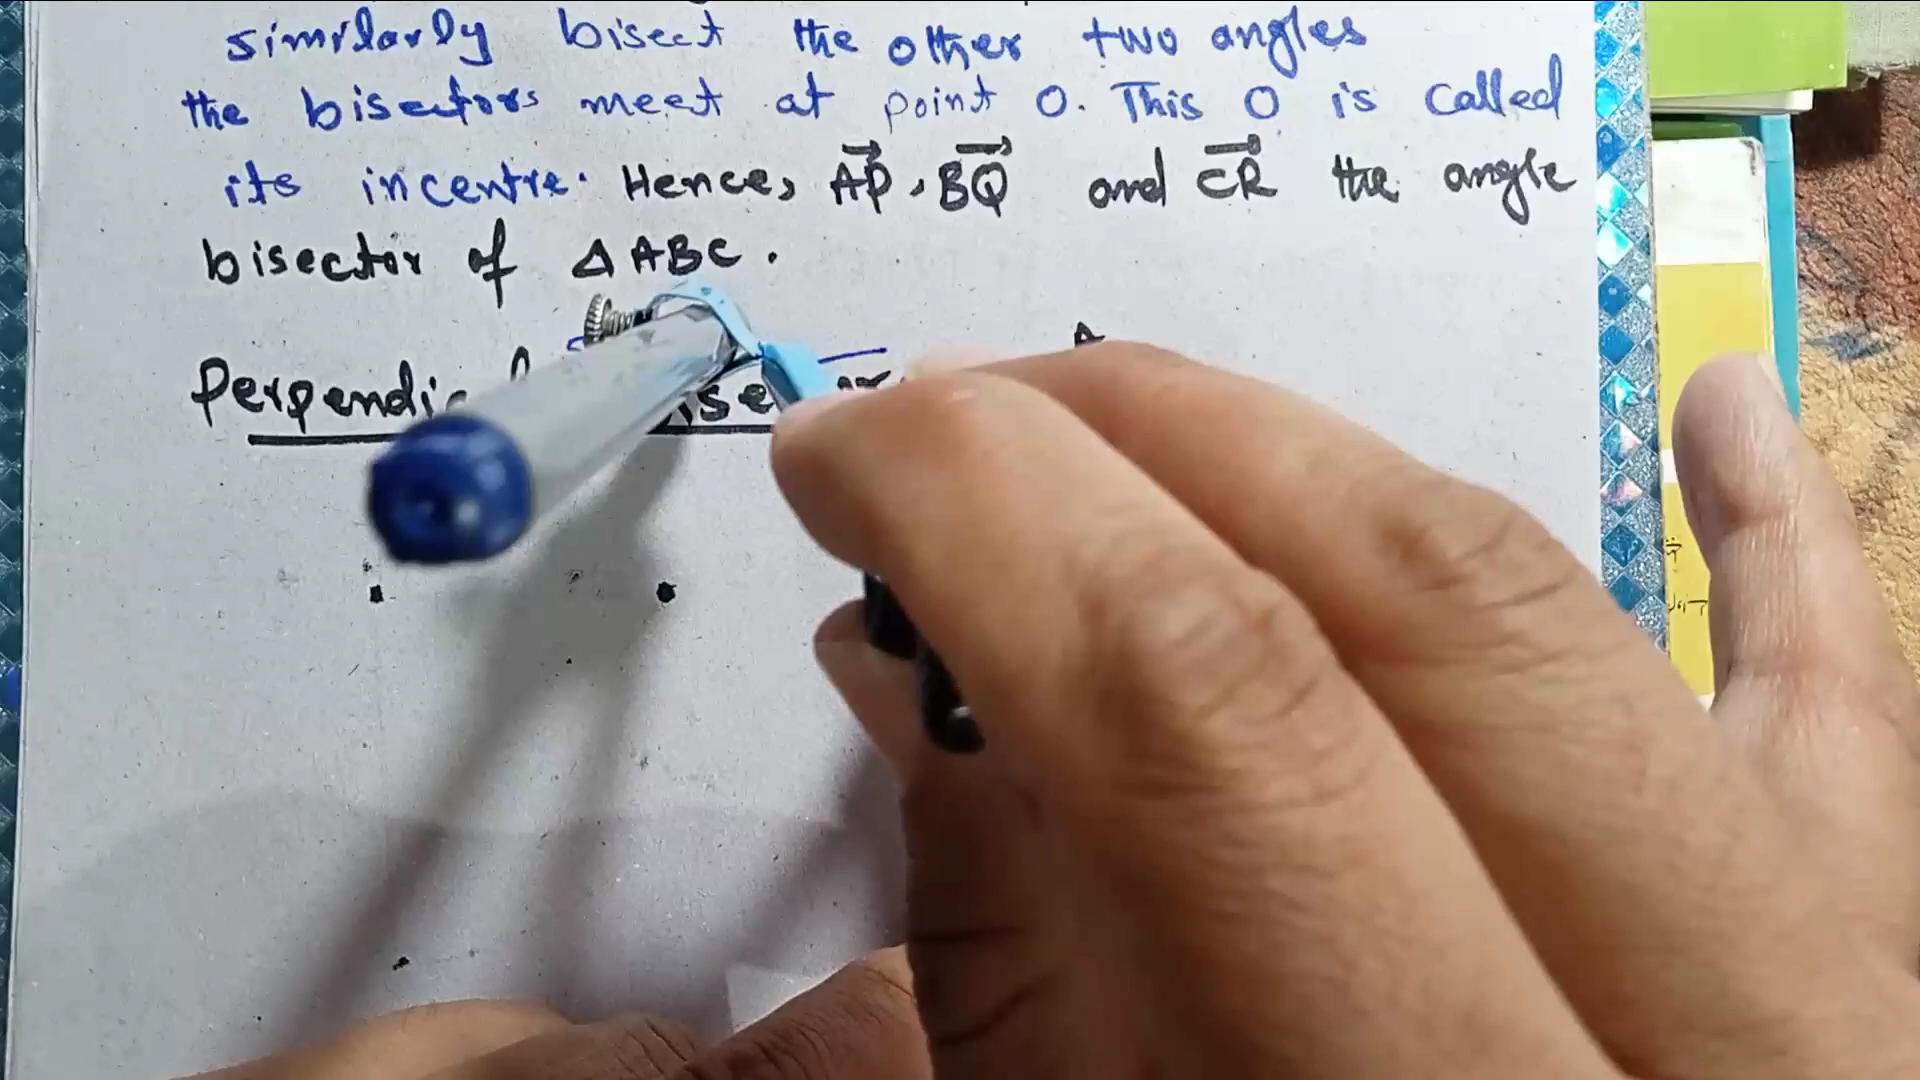 similarly bisect the other two angles
the bisectors meet at point O. This O is called
its incentre. Hence, AP, BQ and CR the angle
bisector of ΔABC.
A